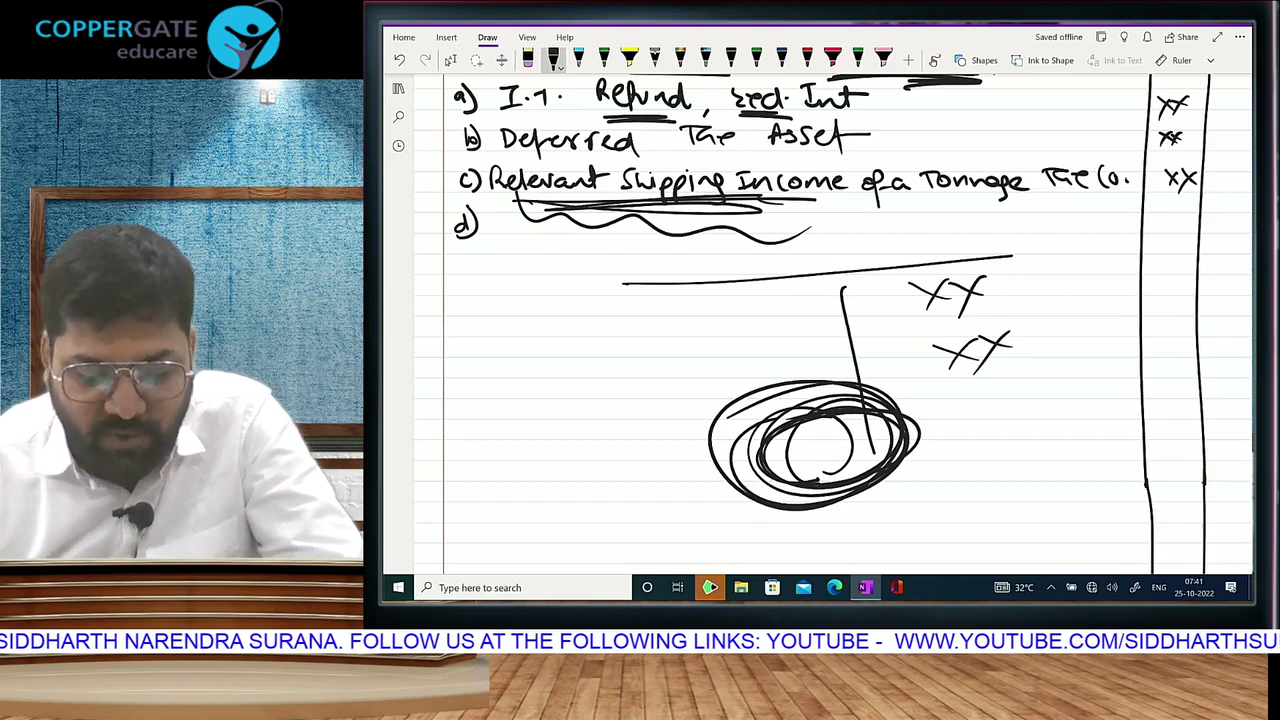 COPPERGATE
educare
Home Insert Draw View Help
Saved offline
Share
Shapes Ink to Shape Ink to Text Ruler
a) I.T. Refund, Int xx
b) Deferred Tax Asset xx
c) Relevant Shipping Income of a Tonnage Tax Co. xx
d)
xx
xx
Type here to search
32°C
ENG
07:41
25-10-2022
SIDDHARTH NARENDRA SURANA. FOLLOW US AT THE FOLLOWING LINKS: YOUTUBE - WWW.YOUTUBE.COM/SIDDHARTHSU